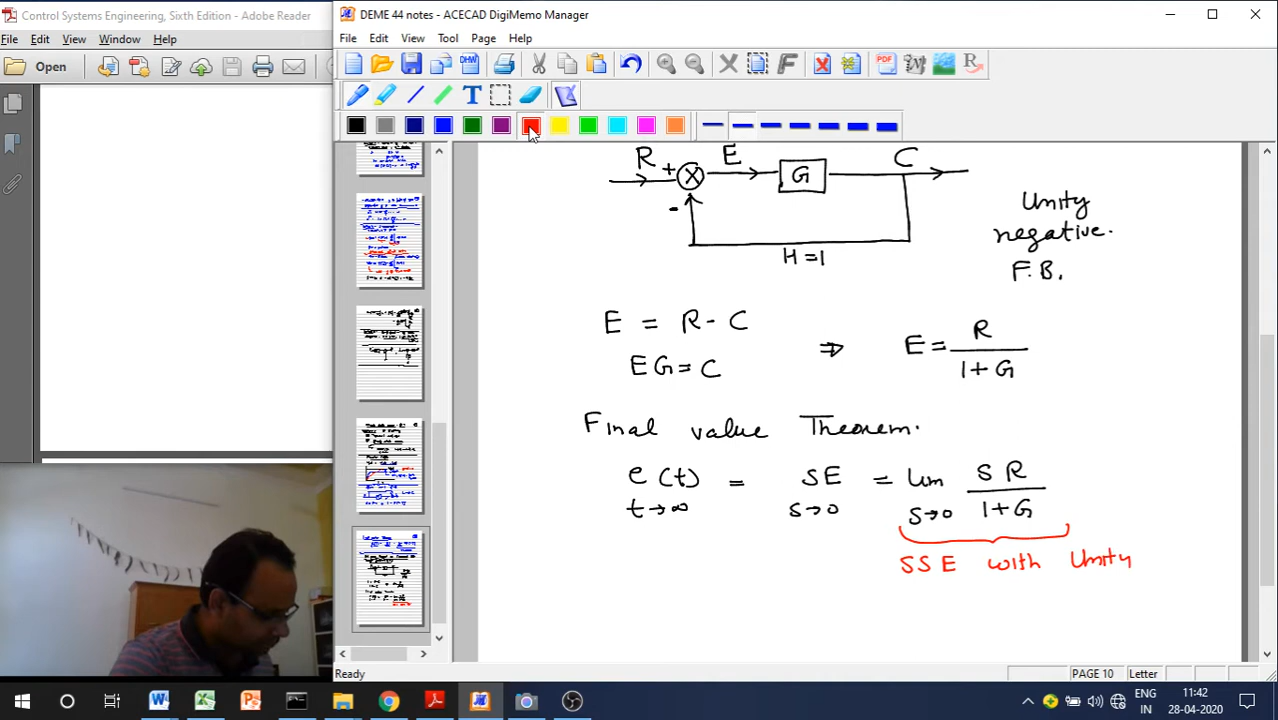 Control Systems Engineering, Sixth Edition - Adobe Reader
File Edit View Window Help
Open
DEME 44 notes - ACECAD DigiMemo Manager
File Edit View Tool Page Help
R + E G C
-
H = 1
Unity
negative.
F.B.
E = R - C
EG = C
⇒ E = R / 1 + G
Final value Theorem.
e(t) = SE = lim S R / 1 + G
t→∞ s→0 s→0
SSE with Unity
Ready PAGE 10 Letter
ENG 11:42
IN 28-04-2020